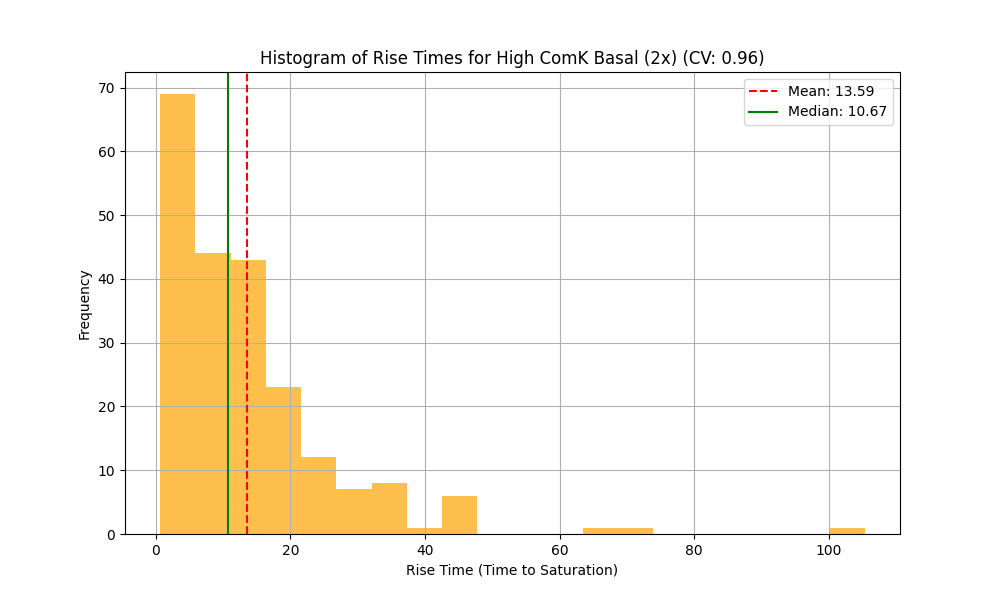 Histogram of Rise Times for High ComK Basal (2x) (CV: 0.96)
Mean: 13.59
Median: 10.67
70
60
50
40
30
20
10
0
Frequency
0 20 40 60 80 100
Rise Time (Time to Saturation)